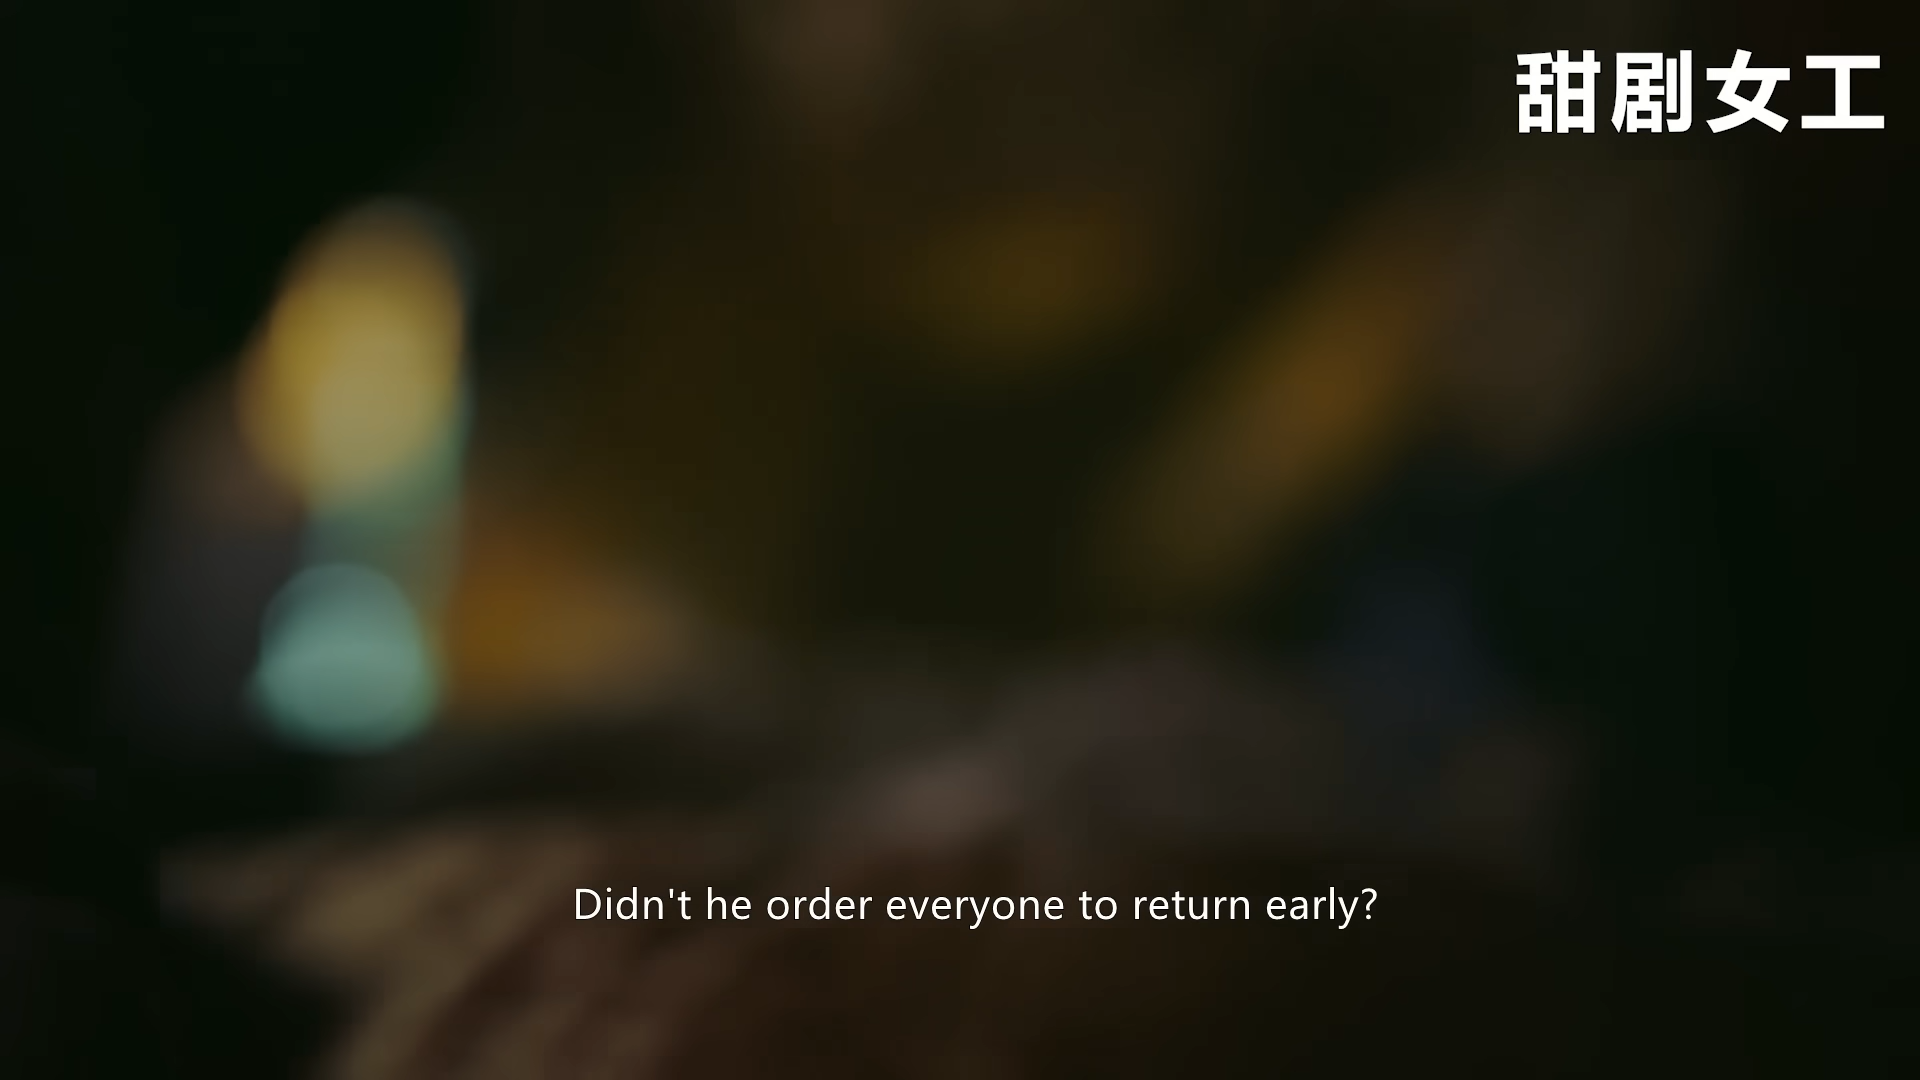 甜剧女工
Didn't he order everyone to return early?